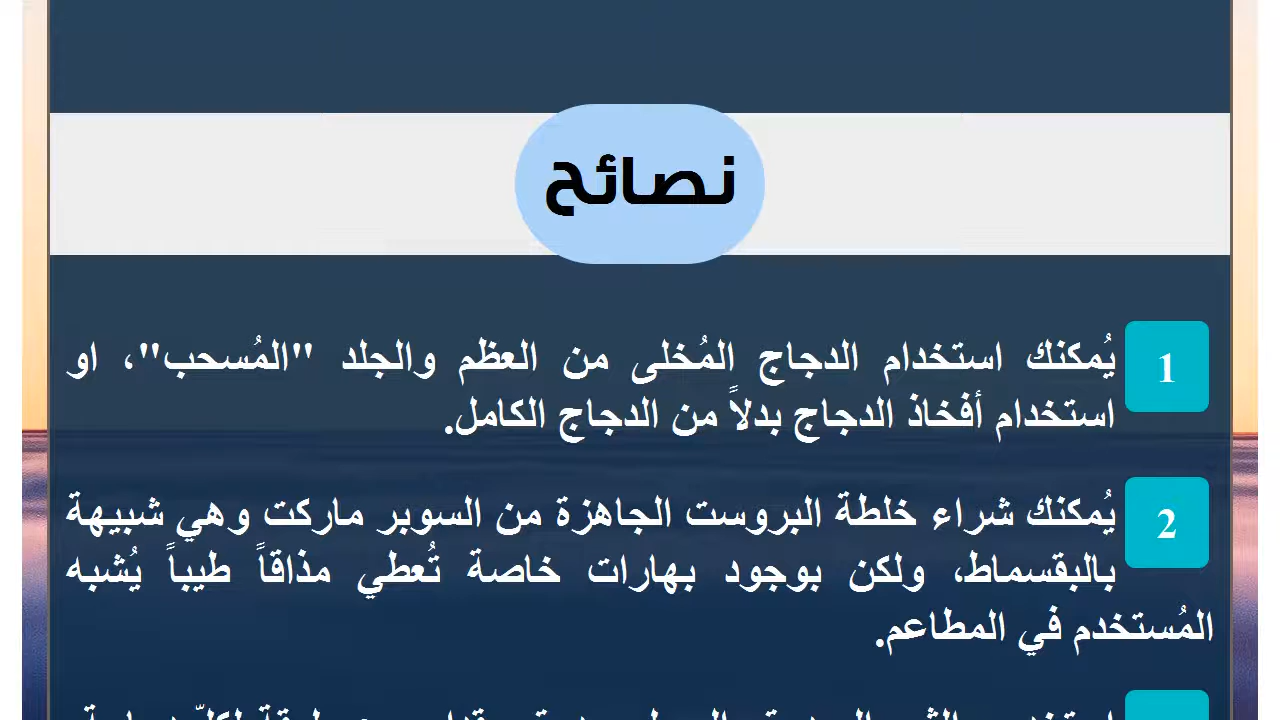 نصائح
1
يُمكنك استخدام الدجاج المُخلى من العظم والجلد "المُسحب"، او
استخدام أفخاذ الدجاج بدلاً من الدجاج الكامل.
2
يُمكنك شراء خلطة البروست الجاهزة من السوبر ماركت وهي شبيهة
بالبقسماط، ولكن بوجود بهارات خاصة تُعطي مذاقاً طيباً يُشبه
المُستخدم في المطاعم.